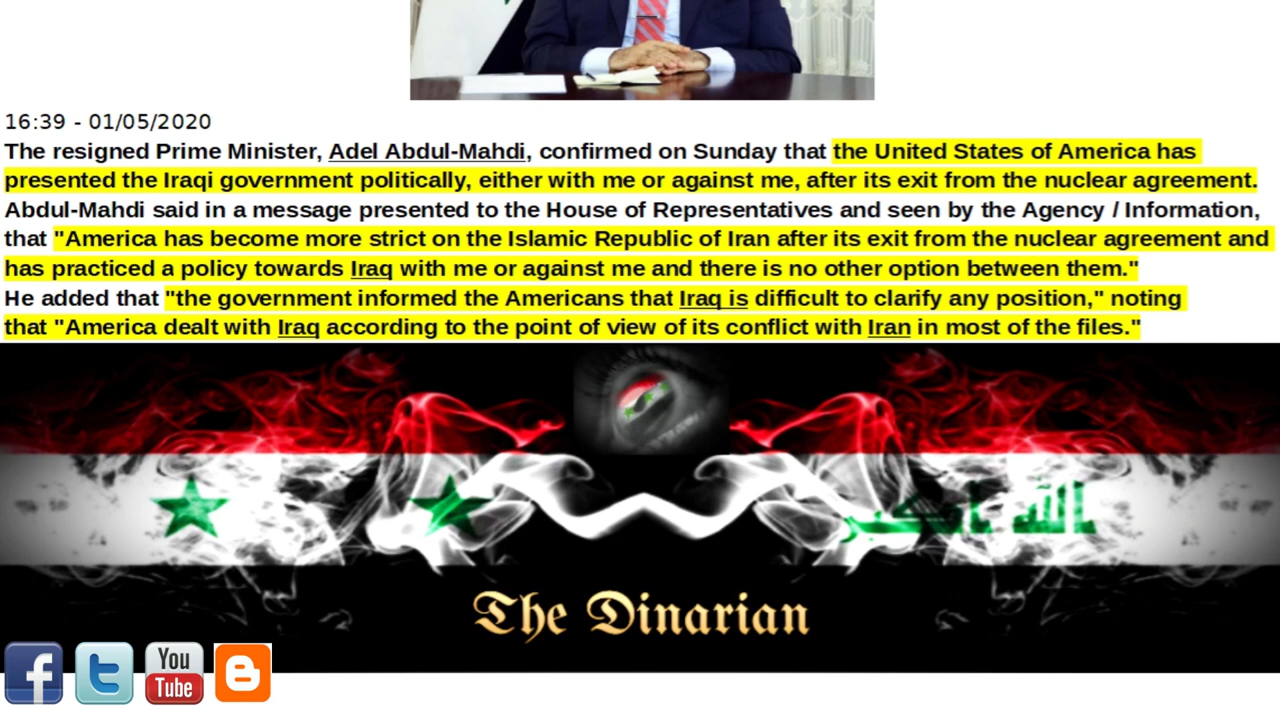 16:39 - 01/05/2020
The resigned Prime Minister, Adel Abdul-Mahdi, confirmed on Sunday that the United States of America has
presented the Iraqi government politically, either with me or against me, after its exit from the nuclear agreement.
Abdul-Mahdi said in a message presented to the House of Representatives and seen by the Agency / Information,
that "America has become more strict on the Islamic Republic of Iran after its exit from the nuclear agreement and
has practiced a policy towards Iraq with me or against me and there is no other option between them."
He added that "the government informed the Americans that Iraq is difficult to clarify any position," noting
that "America dealt with Iraq according to the point of view of its conflict with Iran in most of the files."
الله اكبر
The Dinarian
You
Tube